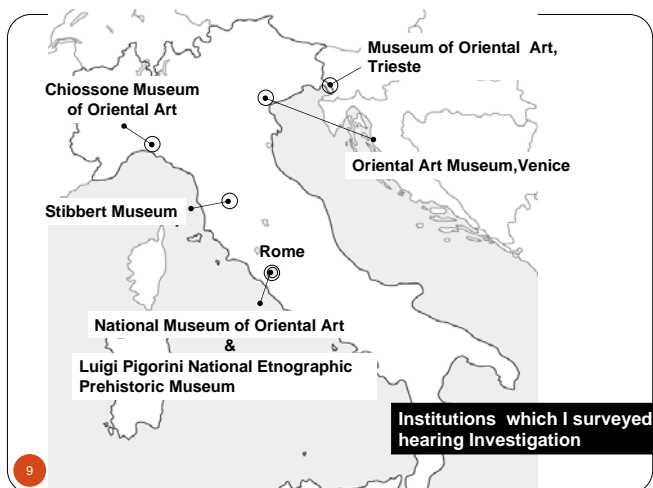 Museum of Oriental Art,
Trieste
Chiossone Museum
of Oriental Art
Oriental Art Museum,Venice
Stibbert Museum
Rome
National Museum of Oriental Art
&
Luigi Pigorini National Etnographic
Prehistoric Museum
Institutions which I surveyed
hearing Investigation
9